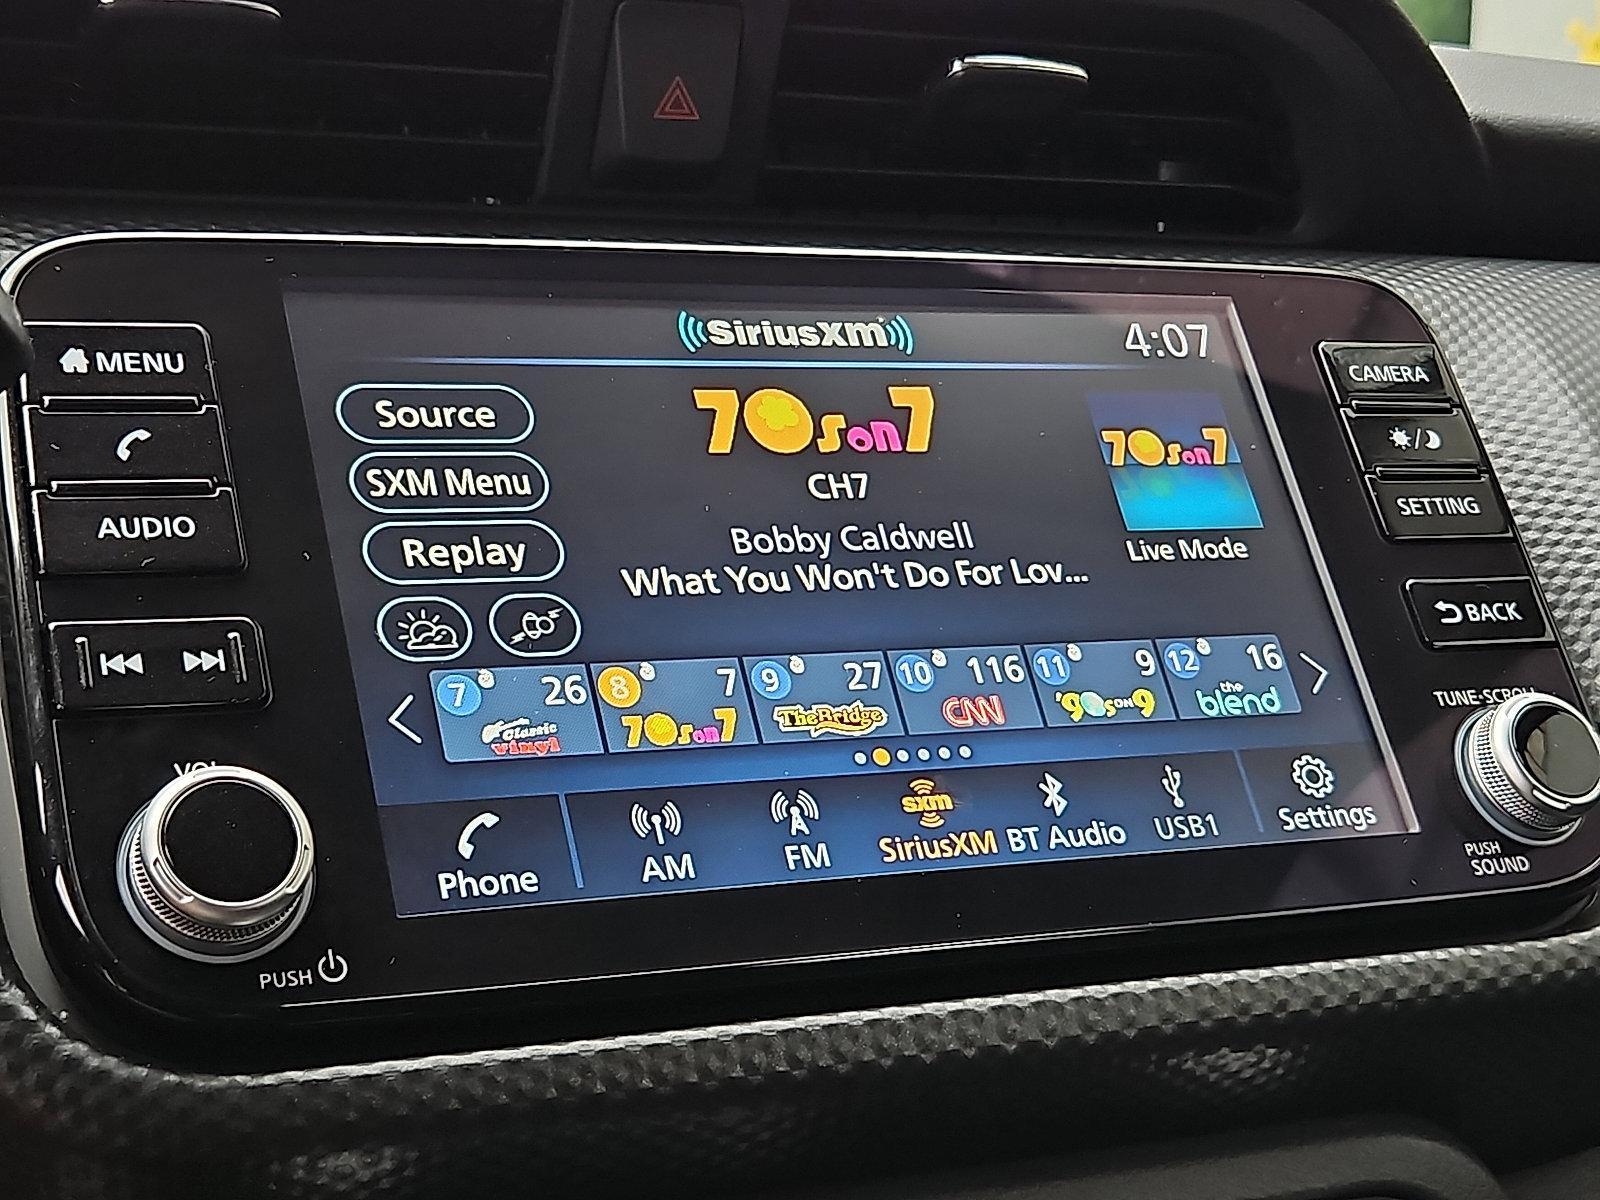 MENU
AUDIO
VOL
PUSH
SiriusXM
4:07
Source
SXM Menu
Replay
70s on 7
CH7
Bobby Caldwell
What You Won't Do For Lov...
70s on 7
Live Mode
7 26
Classic
Vinyl
8 7
70s on 7
9 27
The Bridge
10 116
CNN
11 9
'90s ON 9
12 16
the
blend
Phone
AM
FM
sxm
SiriusXM
BT Audio
USB1
Settings
CAMERA
SETTING
BACK
TUNE·SCROLL
PUSH
SOUND